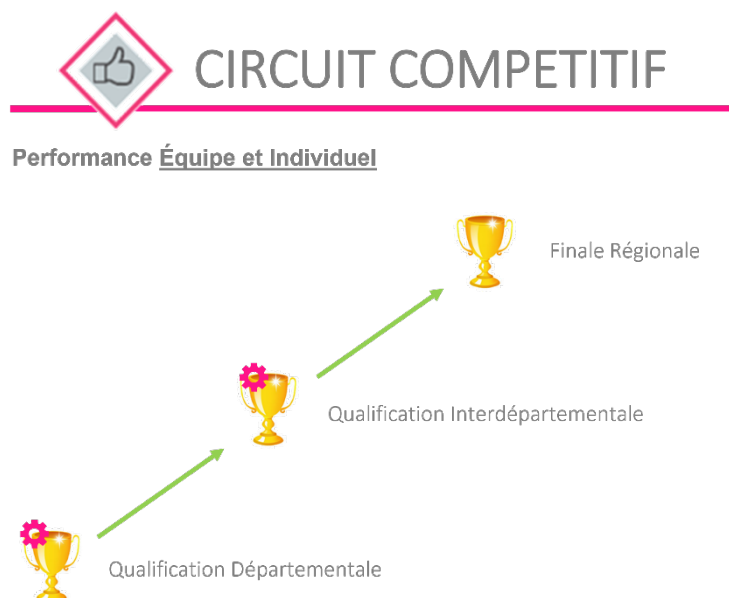 CIRCUIT COMPETITIF
Performance Équipe et Individuel
Finale Régionale
Qualification Interdépartementale
Qualification Départementale